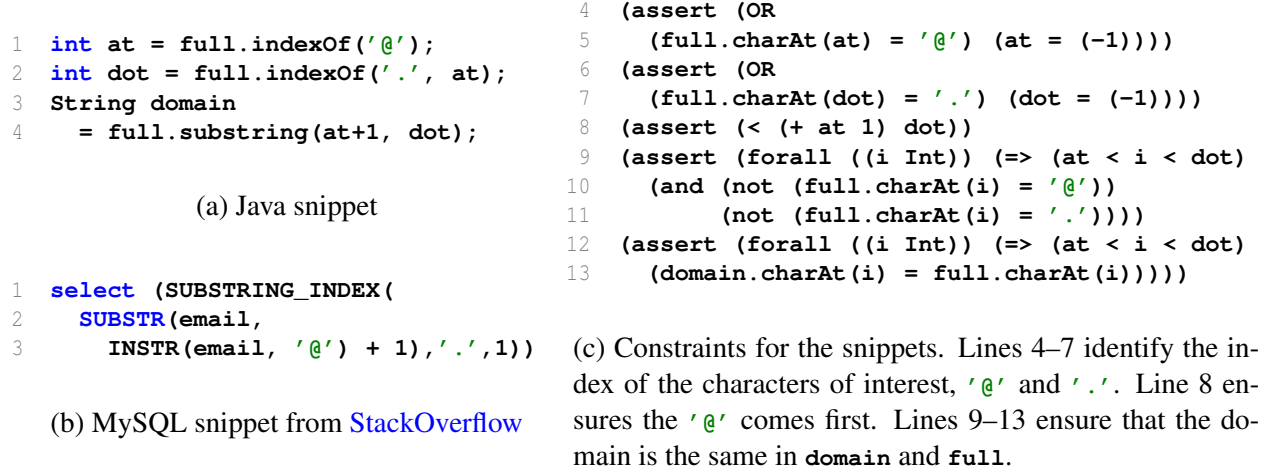 1 int at = full.indexOf('@');
2 int dot = full.indexOf('.', at);
3 String domain
4   = full.substring(at+1, dot);
(a) Java snippet
1 select (SUBSTRING_INDEX(
2   SUBSTR(email,
3     INSTR(email, '@') + 1),'.',1))
(b) MySQL snippet from StackOverflow
4 (assert (OR
5   (full.charAt(at) = '@') (at = (-1))))
6 (assert (OR
7   (full.charAt(dot) = '.') (dot = (-1))))
8 (assert (< (+ at 1) dot))
9 (assert (forall ((i Int)) (=> (at < i < dot)
10   (and (not (full.charAt(i) = '@'))
11        (not (full.charAt(i) = '.'))))
12 (assert (forall ((i Int)) (=> (at < i < dot)
13   (domain.charAt(i) = full.charAt(i)))))
(c) Constraints for the snippets. Lines 4–7 identify the in-
dex of the characters of interest, '@' and '.'. Line 8 en-
sures the '@' comes first. Lines 9–13 ensure that the do-
main is the same in domain and full.